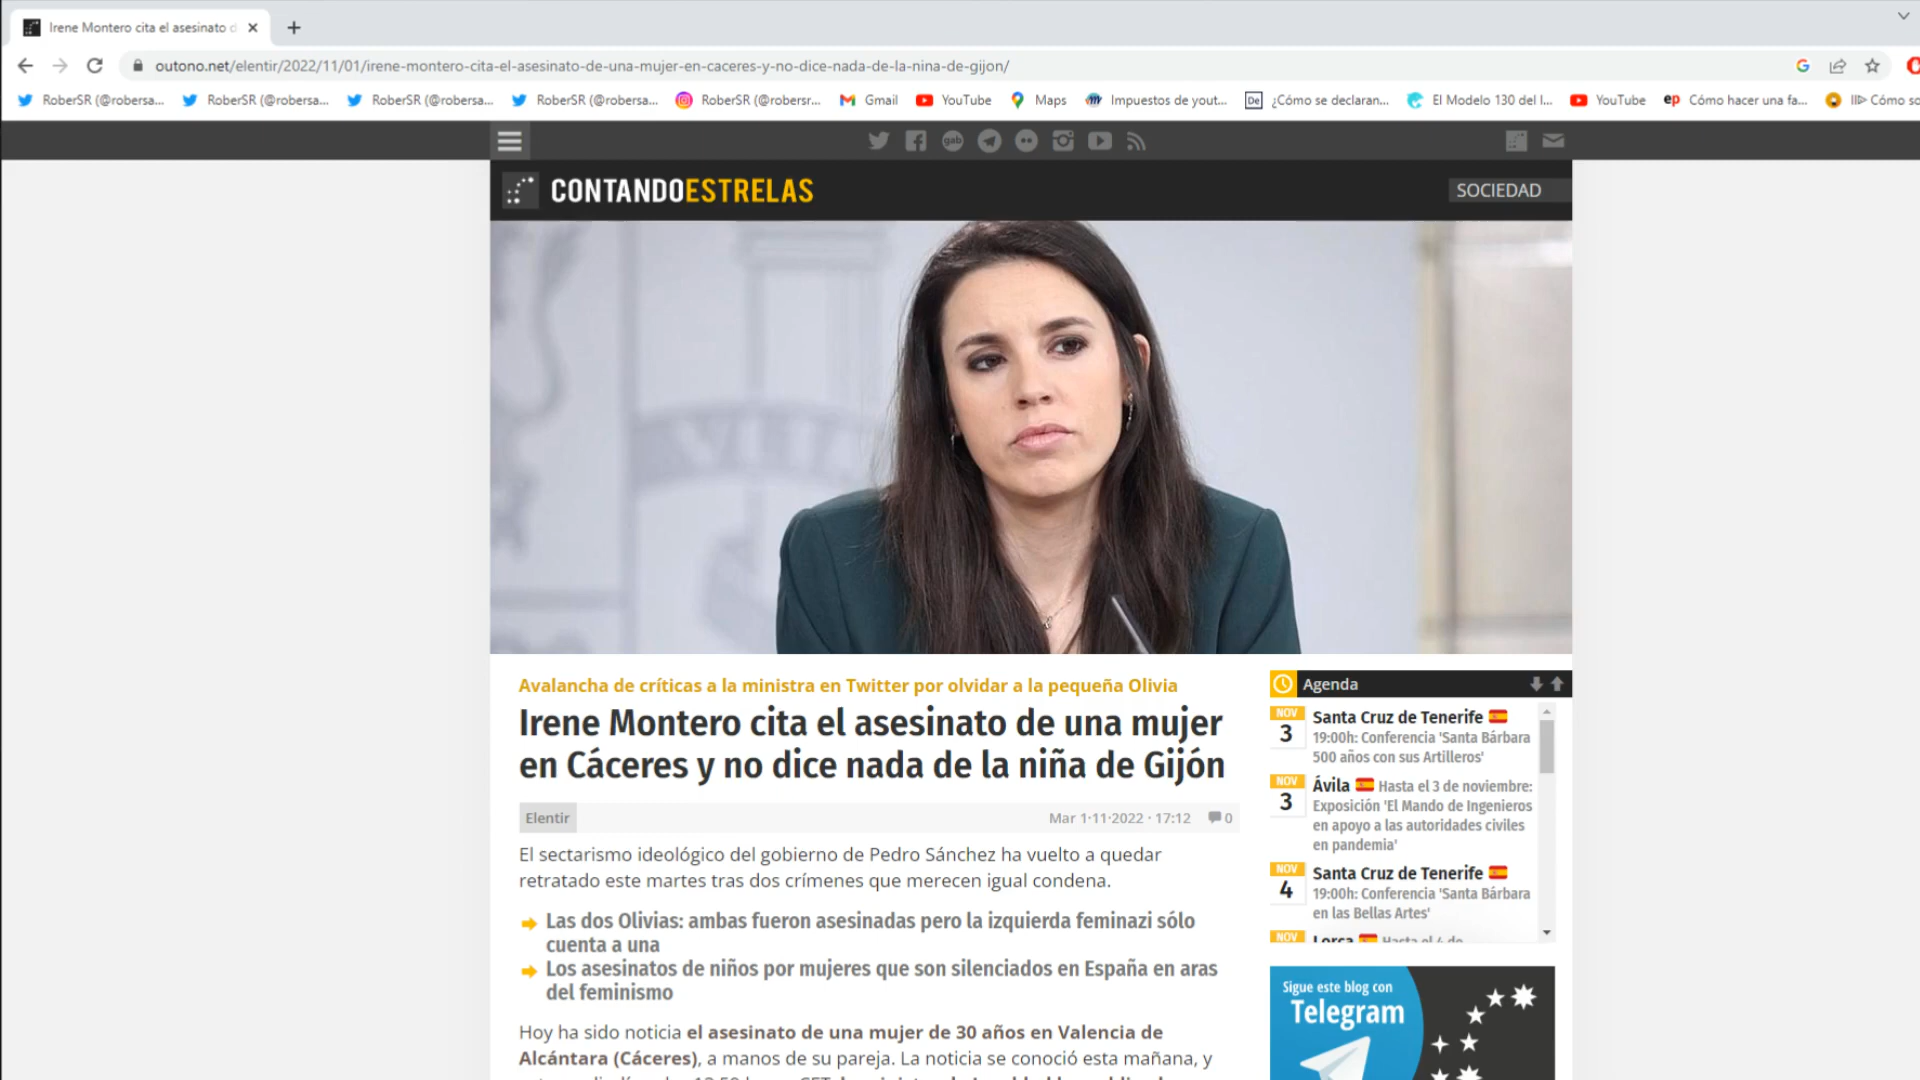 Irene Montero cita el asesinato d
outono.net/elentir/2022/11/01/irene-montero-cita-el-asesinato-de-una-mujer-en-caceres-y-no-dice-nada-de-la-nina-de-gijon/
RoberSR (@robersa... RoberSR (@robersa... RoberSR (@robersa... RoberSR (@robersa... RoberSR (@robersr... Gmail YouTube Maps Impuestos de yout... De ¿Cómo se declaran... El Modelo 130 del I... YouTube ep Cómo hacer una fa... Cómo so
gab
CONTANDOESTRELAS
SOCIEDAD
Avalancha de críticas a la ministra en Twitter por olvidar a la pequeña Olivia
Irene Montero cita el asesinato de una mujer
en Cáceres y no dice nada de la niña de Gijón
Elentir
Mar 1·11·2022 · 17:12 0
El sectarismo ideológico del gobierno de Pedro Sánchez ha vuelto a quedar
retratado este martes tras dos crímenes que merecen igual condena.
Las dos Olivias: ambas fueron asesinadas pero la izquierda feminazi sólo
cuenta a una
Los asesinatos de niños por mujeres que son silenciados en España en aras
del feminismo
Hoy ha sido noticia el asesinato de una mujer de 30 años en Valencia de
Alcántara (Cáceres), a manos de su pareja. La noticia se conoció esta mañana, y
Agenda
NOV
3
Santa Cruz de Tenerife
19:00h: Conferencia 'Santa Bárbara
500 años con sus Artilleros'
NOV
3
Ávila Hasta el 3 de noviembre:
Exposición 'El Mando de Ingenieros
en apoyo a las autoridades civiles
en pandemia'
NOV
4
Santa Cruz de Tenerife
19:00h: Conferencia 'Santa Bárbara
en las Bellas Artes'
NOV
Lorca Hasta el 4 de
Sigue este blog con
Telegram